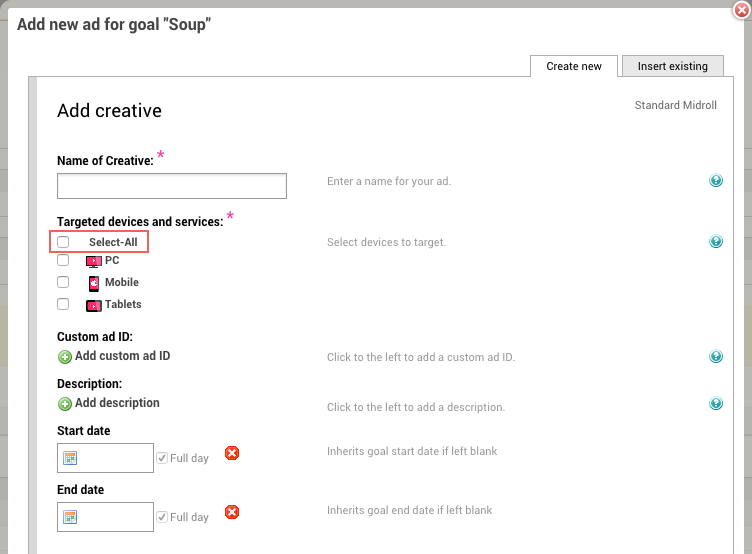 Add new ad for goal "Soup"
Create new
Insert existing
Add creative
Standard Midroll
Name of Creative: *
Enter a name for your ad.
Targeted devices and services: *
Select-All
Select devices to target.
PC
Mobile
Tablets
Custom ad ID:
Add custom ad ID
Click to the left to add a custom ad ID.
Description:
Add description
Click to the left to add a description.
Start date
Full day
Inherits goal start date if left blank
End date
Full day
Inherits goal end date if left blank